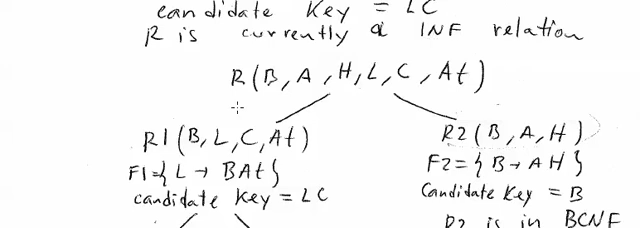 candidate Key = LC
R is currently a 1NF relation
R(B, A, H, L, C, At)
R1(B, L, C, At)
F1={L → BAt}
candidate key = LC
R2(B, A, H)
F2={B → AH}
Candidate Key = B
R2 is in BCNF